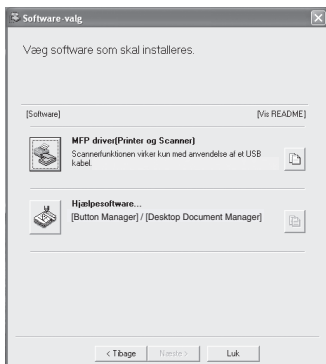 Software-valg
Væg software som skal installeres.
[Software] [Vis README]
MFP driver(Printer og Scanner)
Scannerfunktionen virker kun med anvendelse af et USB
kabel.
Hjælpesoftware...
[Button Manager] / [Desktop Document Manager]
< Tibage Næste > Luk